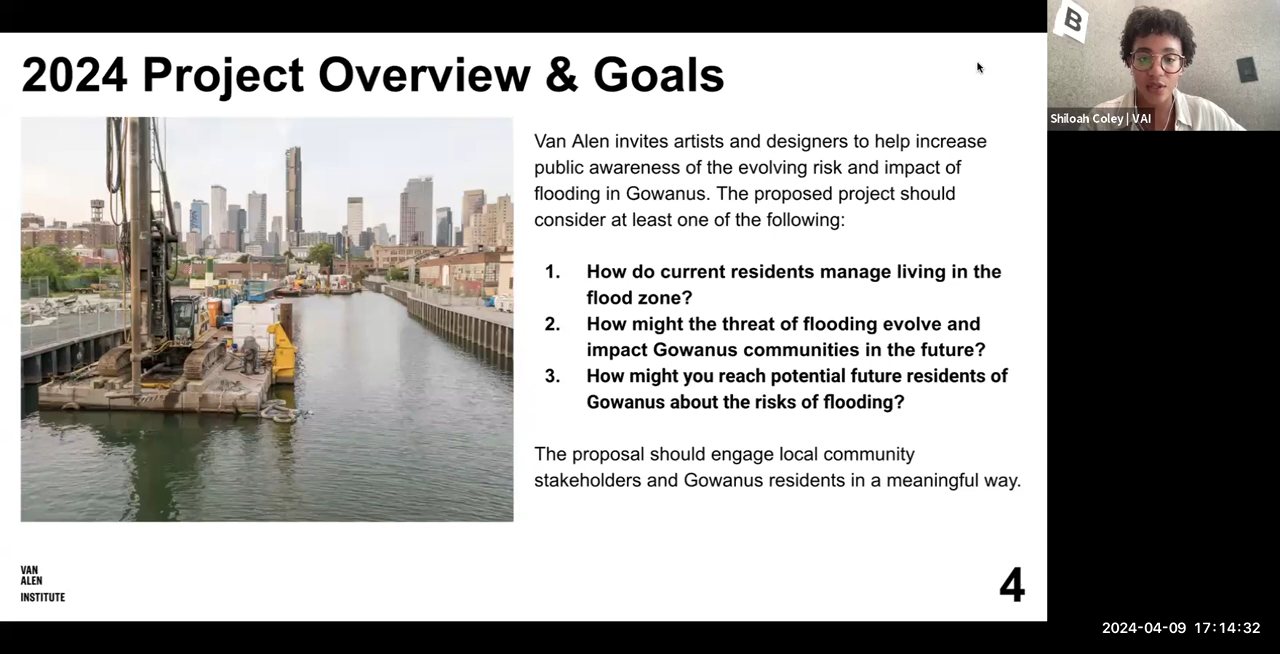 2024 Project Overview & Goals
Van Alen invites artists and designers to help increase
public awareness of the evolving risk and impact of
flooding in Gowanus. The proposed project should
consider at least one of the following:
1. How do current residents manage living in the
flood zone?
2. How might the threat of flooding evolve and
impact Gowanus communities in the future?
3. How might you reach potential future residents of
Gowanus about the risks of flooding?
The proposal should engage local community
stakeholders and Gowanus residents in a meaningful way.
VAN
ALEN
INSTITUTE
4
B
Shiloah Coley | VAI
2024-04-09 17:14:32